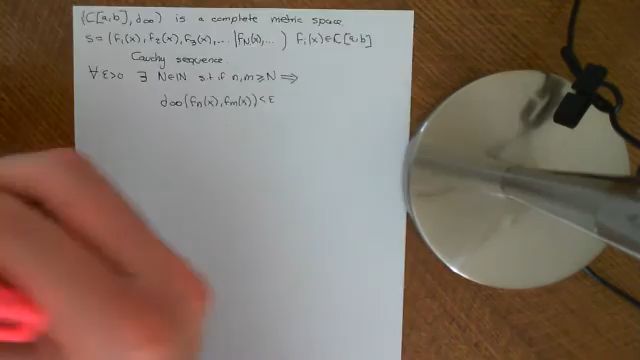 (C[a,b], d∞) is a complete metric space.
S = (f₁(x), f₂(x), f₃(x),... |f_N(x),... ) fᵢ(x) ∈ C[a,b]
Cauchy sequence.
∀ ε>0 ∃ N∈ℕ s.t if n,m ≥ N ⟹
d∞(fₙ(x), fₘ(x)) < ε